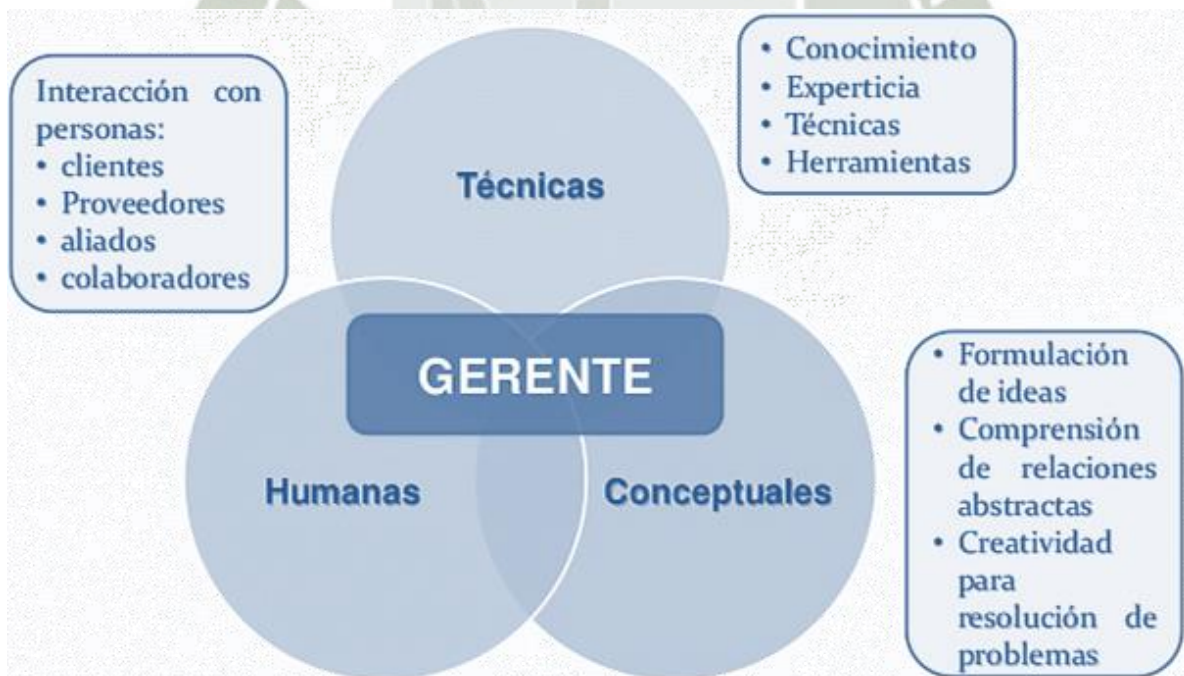 Interacción con
personas:
• clientes
• Proveedores
• aliados
• colaboradores
Técnicas
• Conocimiento
• Experticia
• Técnicas
• Herramientas
GERENTE
Humanas
Conceptuales
• Formulación
de ideas
• Comprensión
de relaciones
abstractas
• Creatividad
para
resolución de
problemas